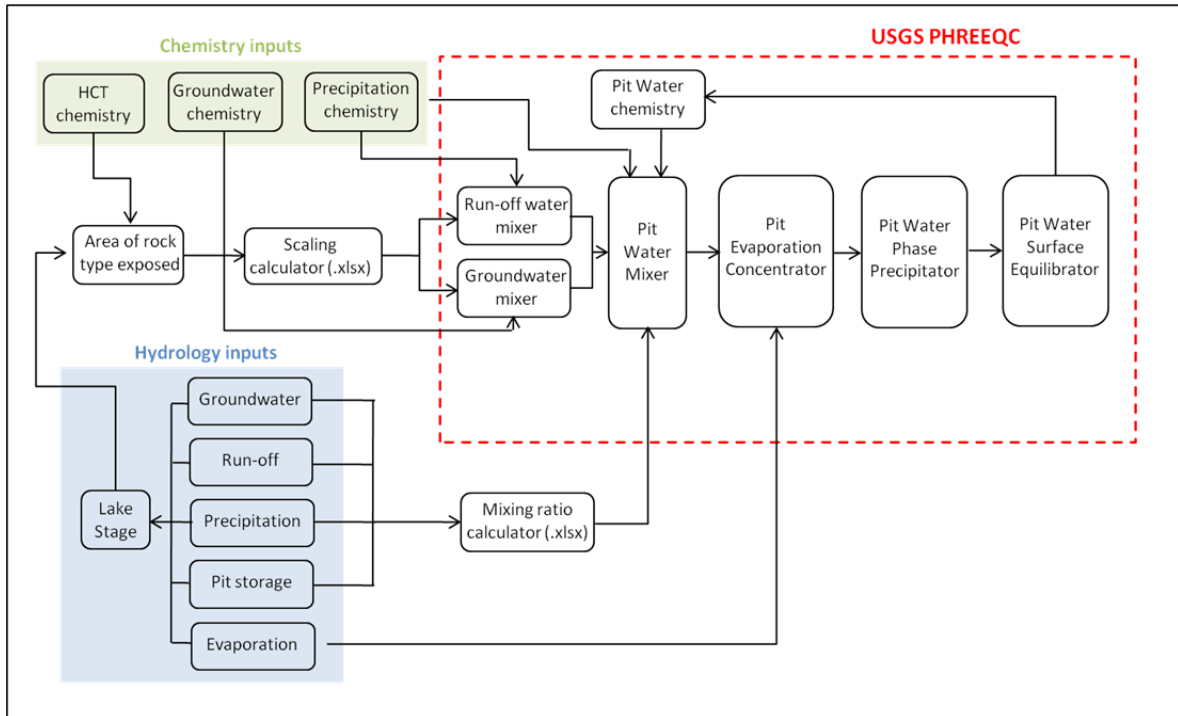 USGS PHREEQC
Chemistry inputs
HCT
chemistry
Groundwater
chemistry
Precipitation
chemistry
Pit Water
chemistry
Area of rock
type exposed
Scaling
calculator (.xlsx)
Run-off water
mixer
Groundwater
mixer
Pit
Water
Mixer
Pit
Evaporation
Concentrator
Pit Water
Phase
Precipitator
Pit Water
Surface
Equilibrator
Hydrology inputs
Groundwater
Run-off
Lake
Stage
Precipitation
Pit storage
Evaporation
Mixing ratio
calculator (.xlsx)